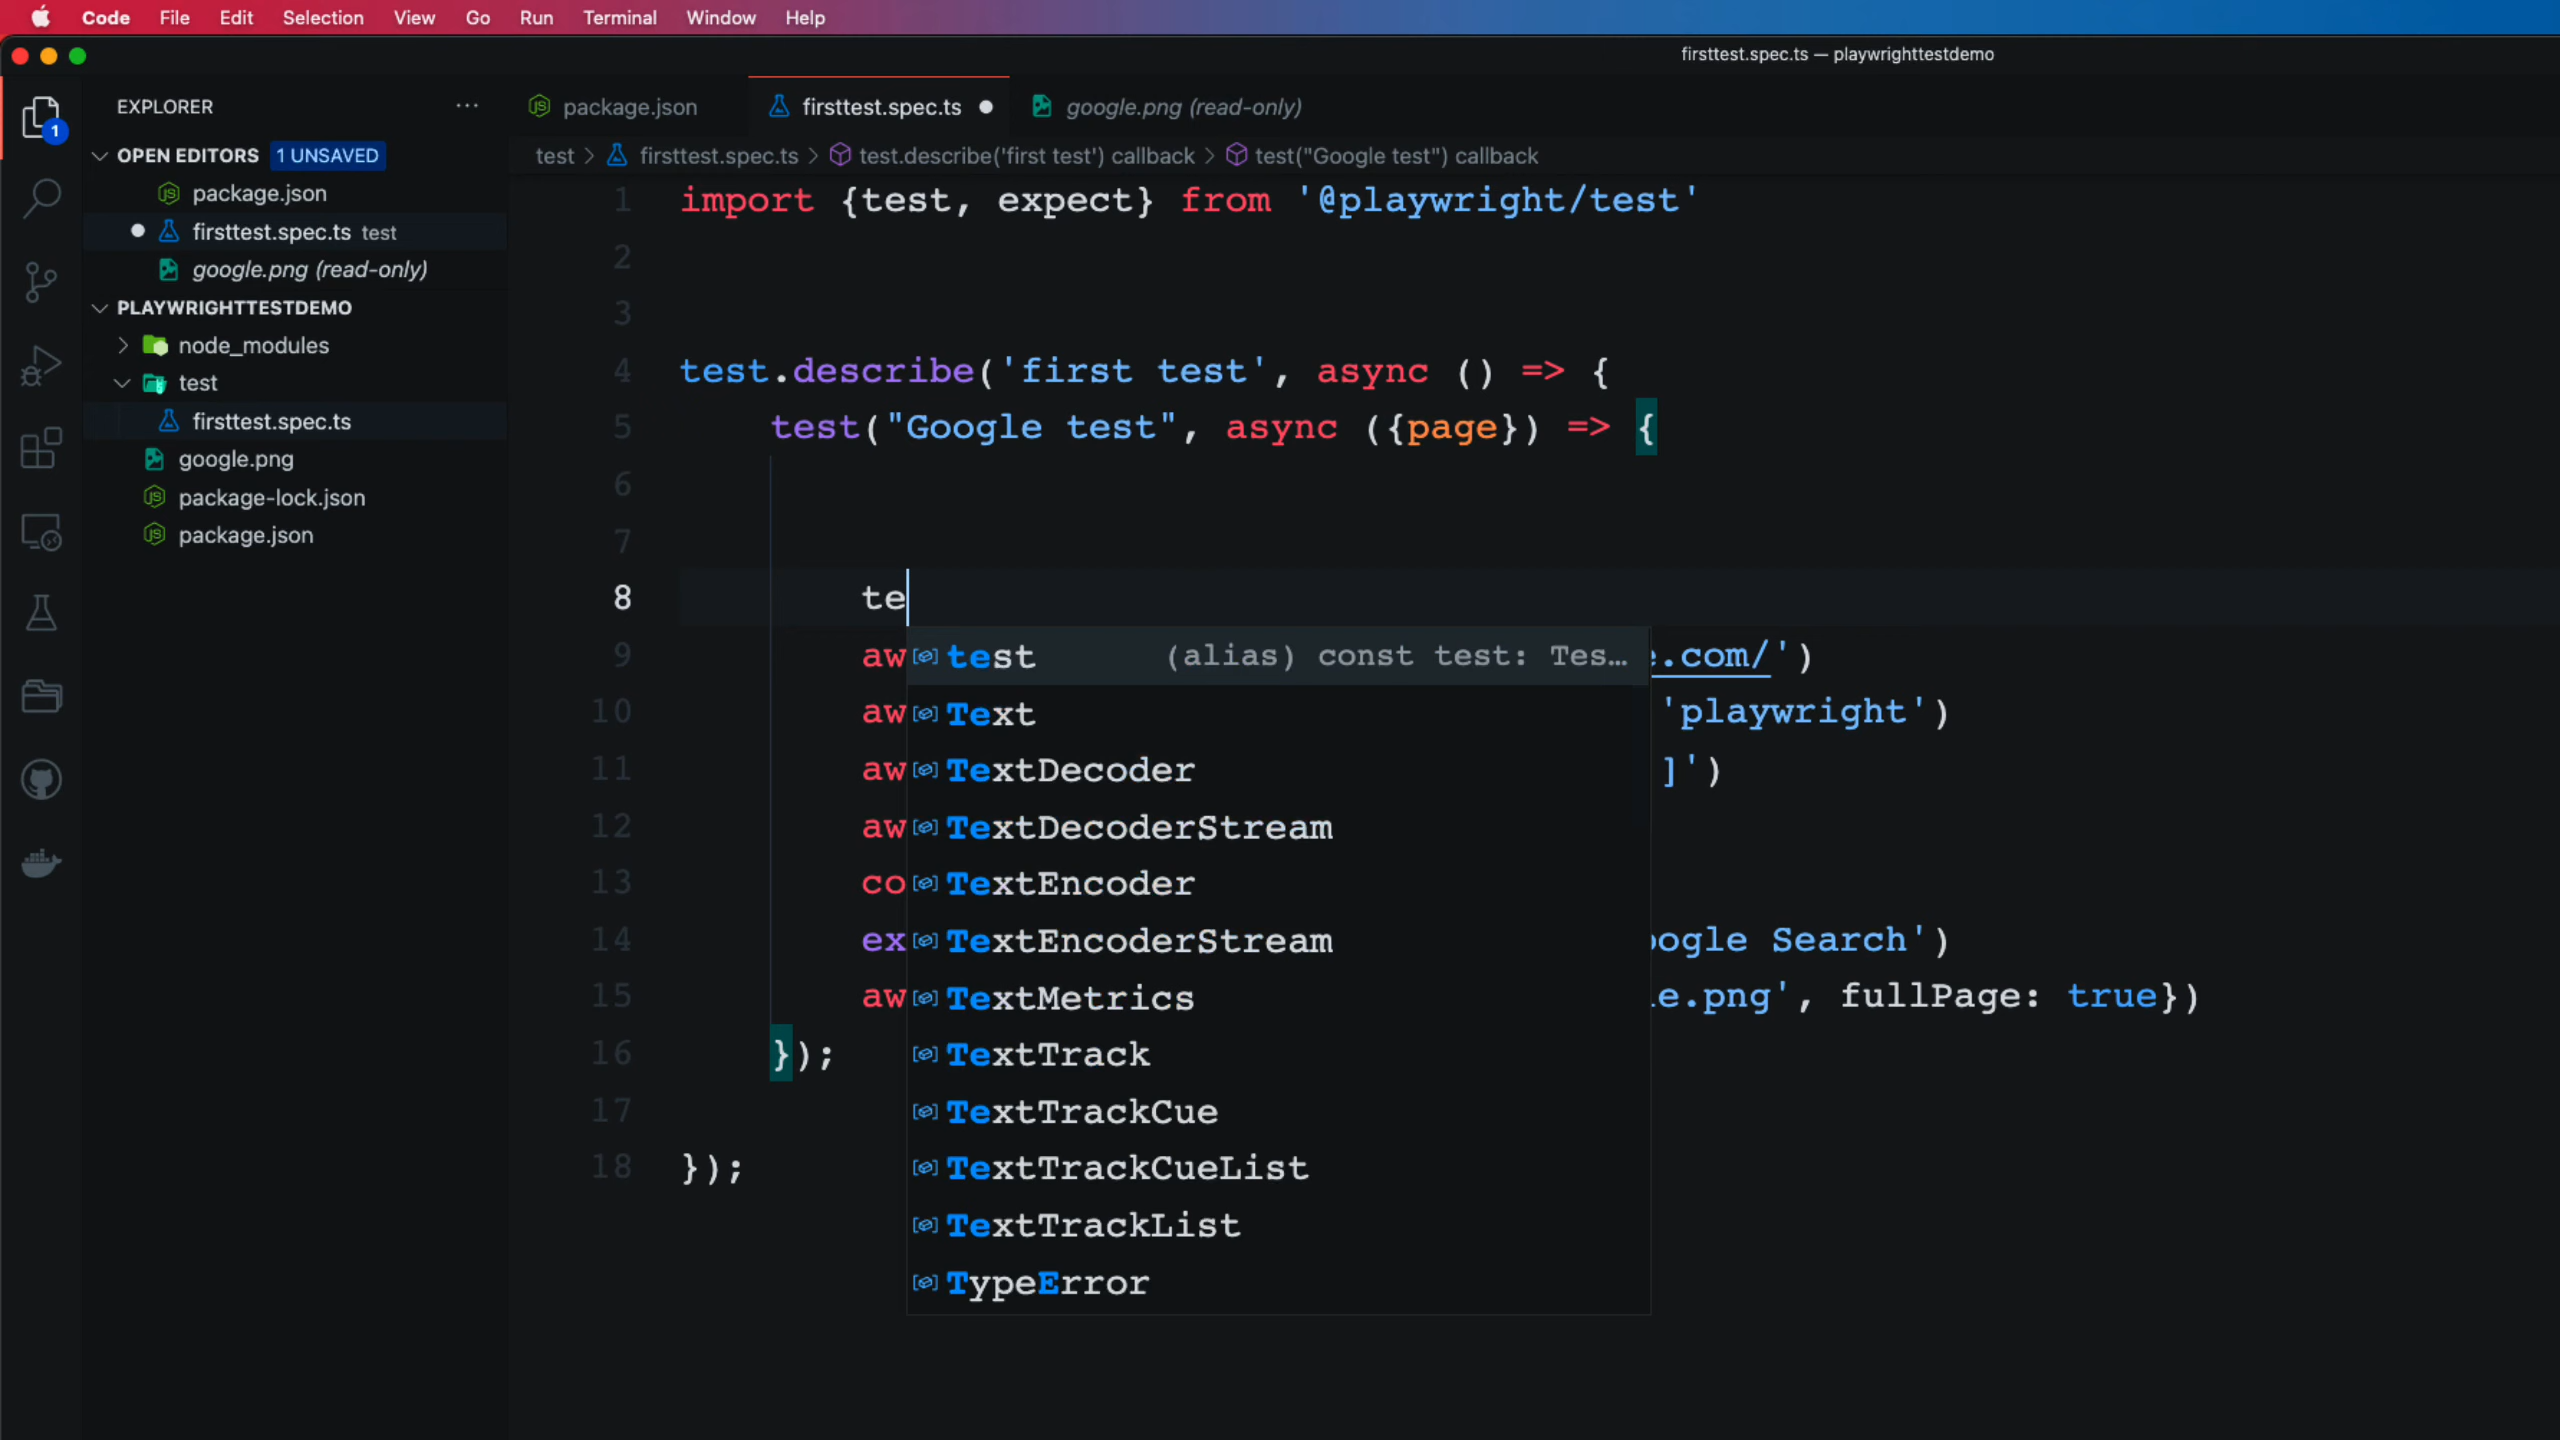 Code File Edit Selection View Go Run Terminal Window Help
firsttest.spec.ts — playwrighttestdemo
EXPLORER ···
package.json
firsttest.spec.ts
google.png (read-only)
1
OPEN EDITORS 1 UNSAVED
package.json
firsttest.spec.ts test
google.png (read-only)
PLAYWRIGHTTESTDEMO
node_modules
test
firsttest.spec.ts
google.png
package-lock.json
package.json
test > firsttest.spec.ts > test.describe('first test') callback > test("Google test") callback
1 import {test, expect} from '@playwright/test'
2
3
4 test.describe('first test', async () => {
5 test("Google test", async ({page}) => {
6
7
8 te
9 aw e.com/')
10 aw 'playwright')
11 aw ]')
12 aw
13 co
14 ex ogle Search')
15 aw e.png', fullPage: true})
16 });
17
18 });
test (alias) const test: Tes…
Text
TextDecoder
TextDecoderStream
TextEncoder
TextEncoderStream
TextMetrics
TextTrack
TextTrackCue
TextTrackCueList
TextTrackList
TypeError